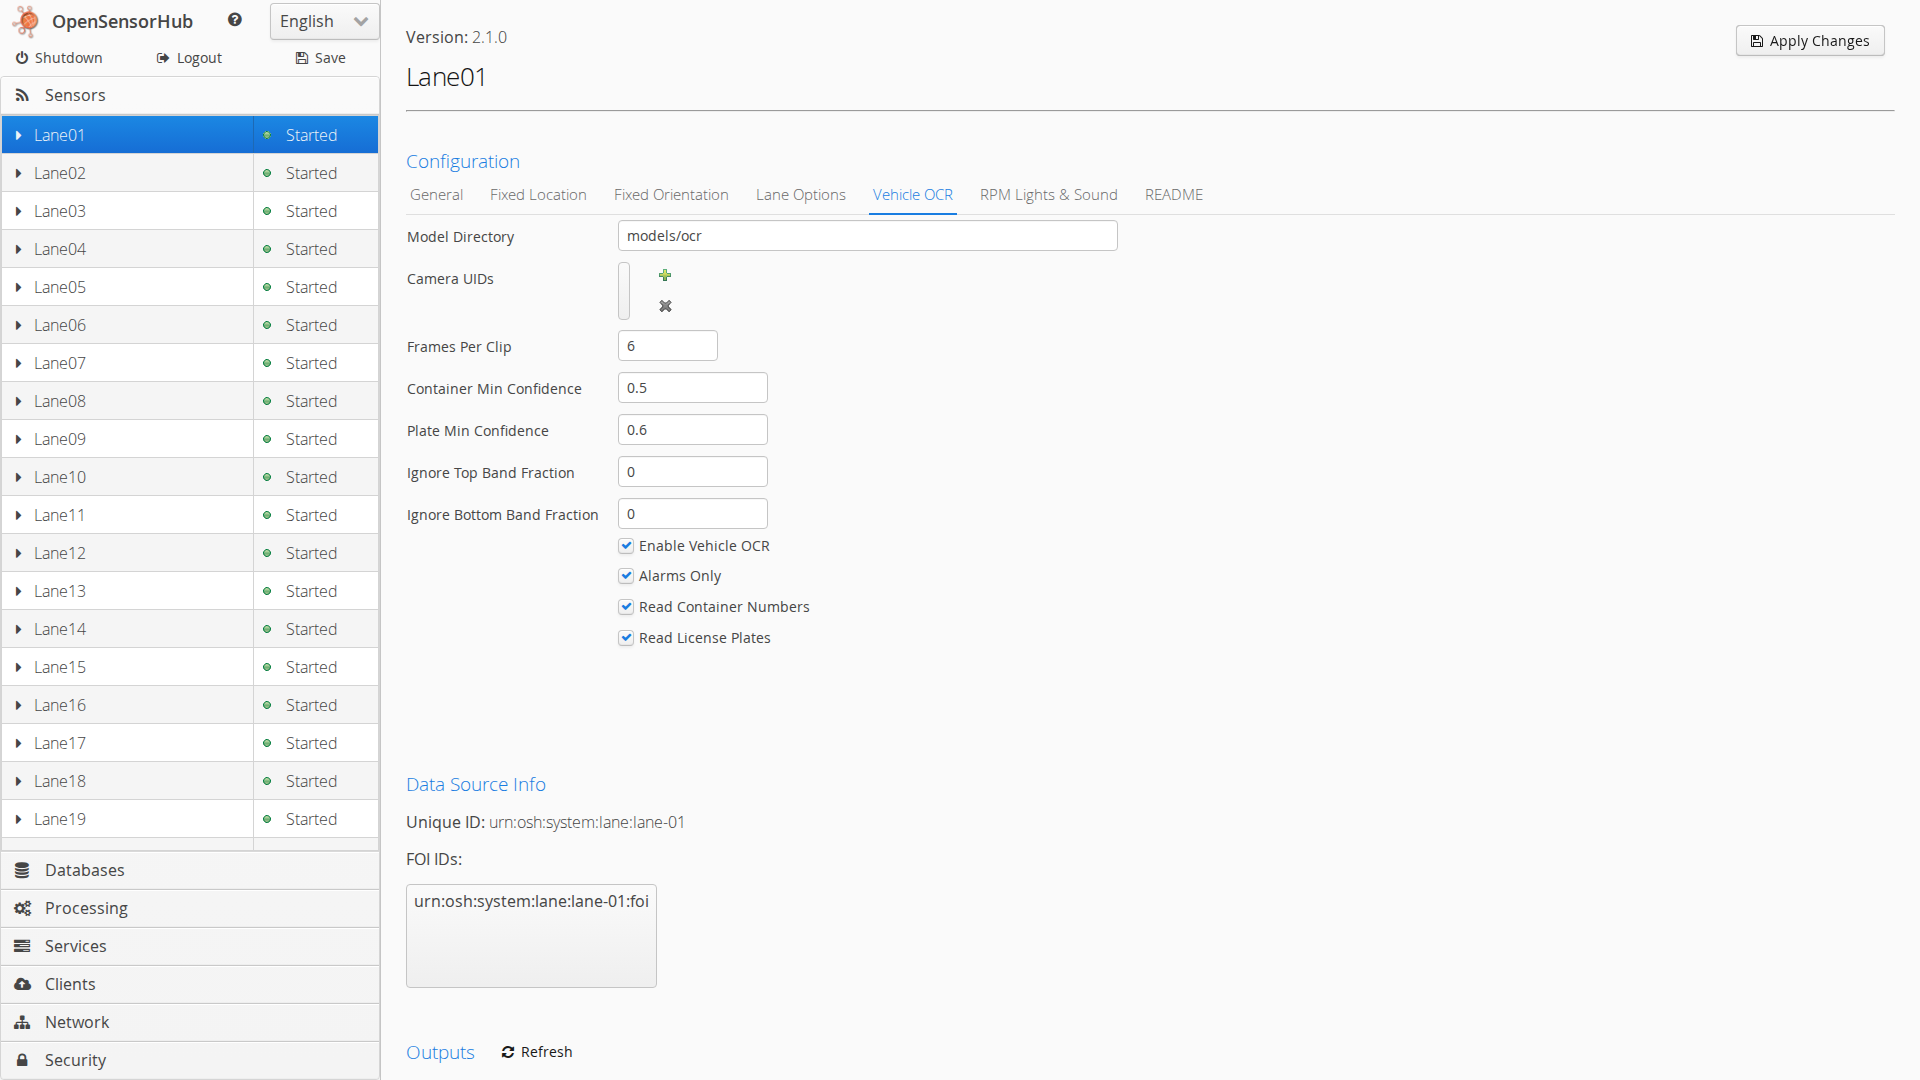 OpenSensorHub
English
Shutdown
Logout
Save
Sensors
Lane01 Started
Lane02 Started
Lane03 Started
Lane04 Started
Lane05 Started
Lane06 Started
Lane07 Started
Lane08 Started
Lane09 Started
Lane10 Started
Lane11 Started
Lane12 Started
Lane13 Started
Lane14 Started
Lane15 Started
Lane16 Started
Lane17 Started
Lane18 Started
Lane19 Started
Databases
Processing
Services
Clients
Network
Security
Version: 2.1.0
Apply Changes
Lane01
Configuration
General Fixed Location Fixed Orientation Lane Options Vehicle OCR RPM Lights & Sound README
Model Directory models/ocr
Camera UIDs
Frames Per Clip 6
Container Min Confidence 0.5
Plate Min Confidence 0.6
Ignore Top Band Fraction 0
Ignore Bottom Band Fraction 0
Enable Vehicle OCR
Alarms Only
Read Container Numbers
Read License Plates
Data Source Info
Unique ID: urn:osh:system:lane:lane-01
FOI IDs:
urn:osh:system:lane:lane-01:foi
Outputs Refresh